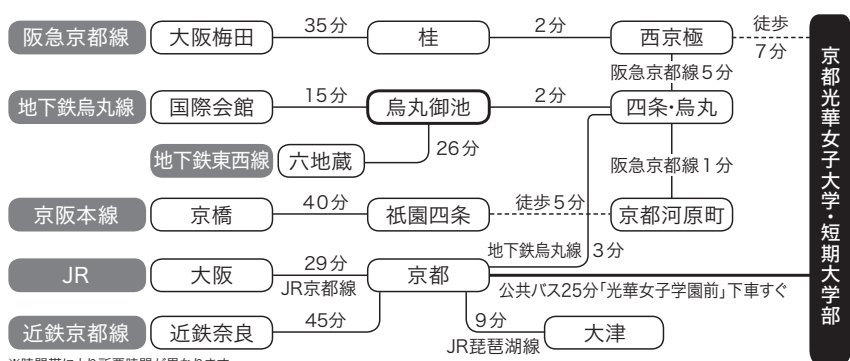 阪急京都線 大阪梅田 35分 桂 2分 西京極 徒歩 7分
阪急京都線5分
地下鉄烏丸線 国際会館 15分 烏丸御池 2分 四条・烏丸
地下鉄東西線 六地蔵 26分
阪急京都線1分
京阪本線 京橋 40分 祇園四条 徒歩5分 京都河原町
地下鉄烏丸線 3分
JR 大阪 29分 JR京都線 京都
公共バス25分「光華女子学園前」下車すぐ
近鉄京都線 近鉄奈良 45分 9分 JR琵琶湖線 大津
京都光華女子大学・短期大学部